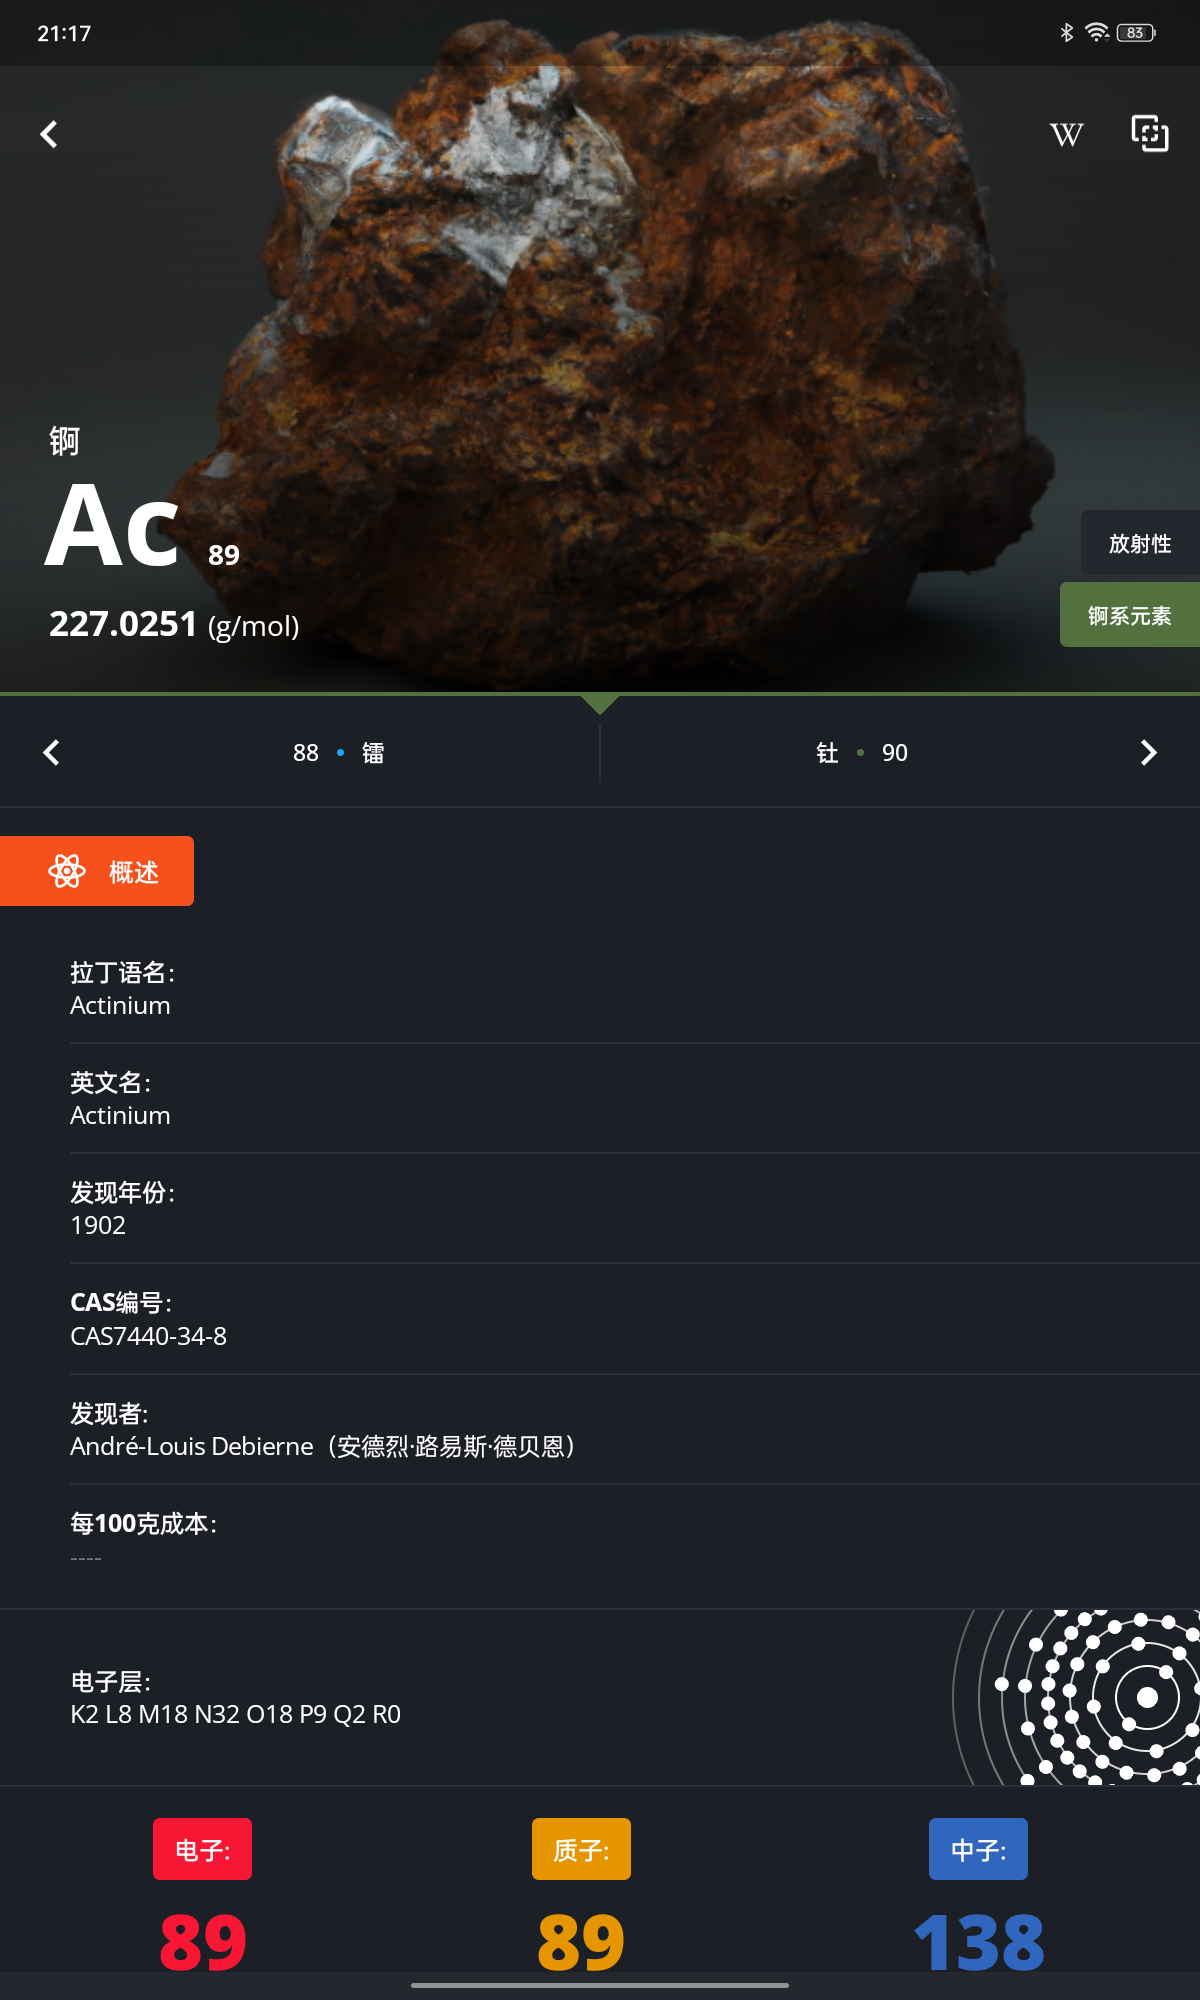 21:17
83
W
锕
Ac 89
227.0251 (g/mol)
放射性
锕系元素
88 • 镭
钍 • 90
概述
拉丁语名:
Actinium
英文名:
Actinium
发现年份:
1902
CAS编号:
CAS7440-34-8
发现者:
André-Louis Debierne（安德烈·路易斯·德贝恩）
每100克成本:
----
电子层:
K2 L8 M18 N32 O18 P9 Q2 R0
电子: 质子: 中子:
89 89 138